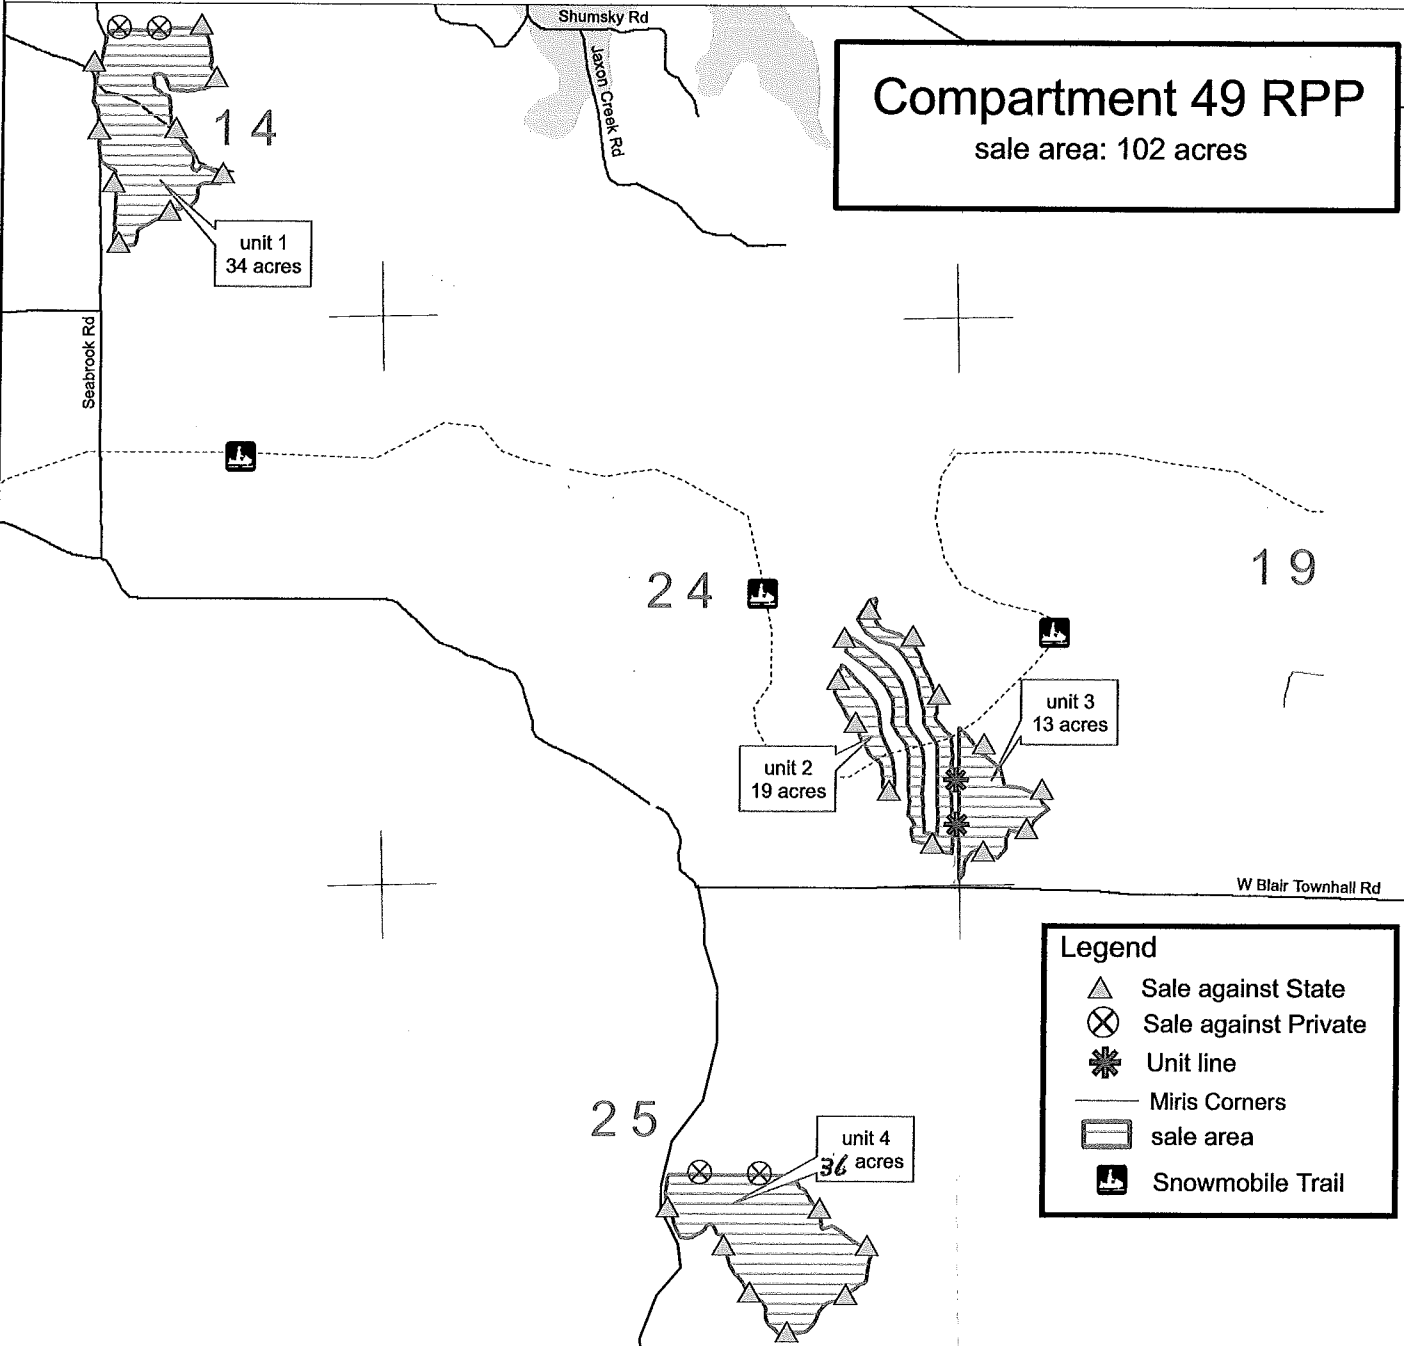 Shumsky Rd
Jaxon Creek Rd
Compartment 49 RPP
sale area: 102 acres
14
unit 1
34 acres
Seabrook Rd
24
19
unit 3
13 acres
unit 2
19 acres
W Blair Townhall Rd
Legend
Sale against State
Sale against Private
Unit line
Miris Corners
sale area
Snowmobile Trail
25
unit 4
36 acres